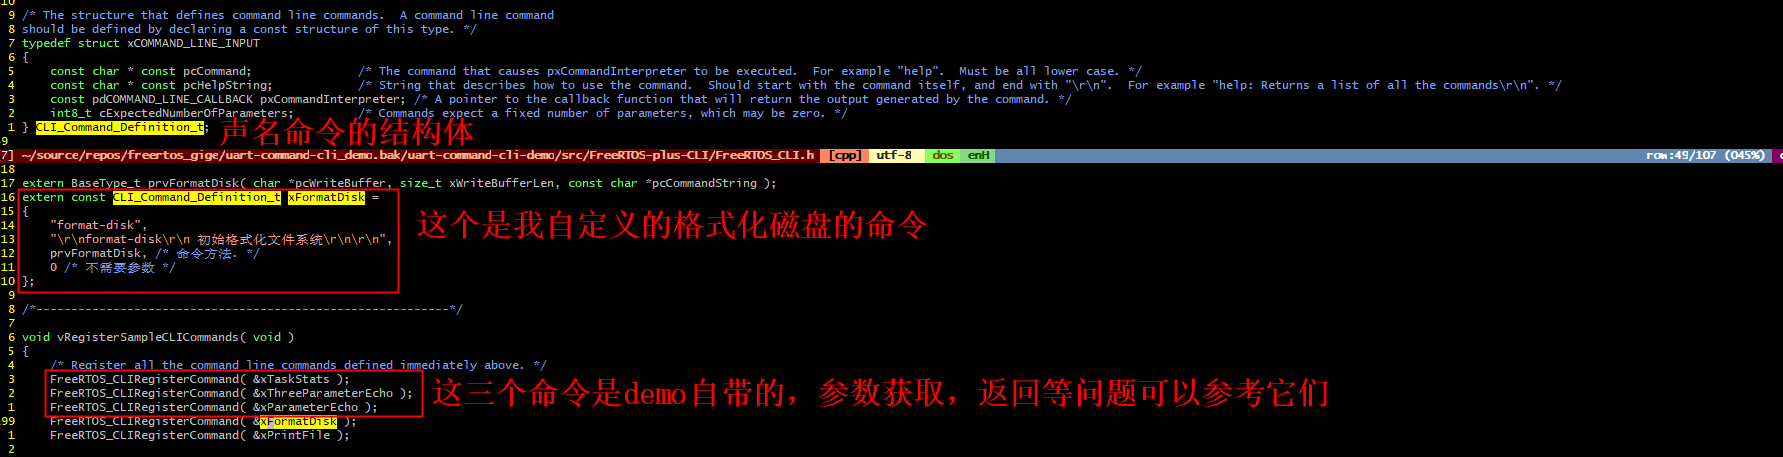 10
9 /* The structure that defines command line commands.  A command line command
8 should be defined by declaring a const structure of this type. */
7 typedef struct xCOMMAND_LINE_INPUT
6 {
5     const char * const pcCommand;               /* The command that causes pxCommandInterpreter to be executed.  For example "help".  Must be all lower case. */
4     const char * const pcHelpString;            /* String that describes how to use the command.  Should start with the command itself, and end with "\r\n".  For example "help: Returns a list of all the commands\r\n". */
3     const pdCOMMAND_LINE_CALLBACK pxCommandInterpreter; /* A pointer to the callback function that will return the output generated by the command. */
2     int8_t cExpectedNumberOfParameters;         /* Commands expect a fixed number of parameters, which may be zero. */
1 } CLI_Command_Definition_t; 声名命令的结构体
9
7] ~/source/repos/freertos_gige/uart-command-cli_demo.bak/uart-command-cli-demo/src/FreeRTOS-plus-CLI/FreeRTOS_CLI.h [cpp] utf-8 dos enH row:49/107 (045%)
18
17 extern BaseType_t prvFormatDisk( char *pcWriteBuffer, size_t xWriteBufferLen, const char *pcCommandString );
16 extern const CLI_Command_Definition_t xFormatDisk =
15 {
14     "format-disk",
这个是我自定义的格式化磁盘的命令
13     "\r\nformat-disk\r\n 初始格式化文件系统\r\n\r\n",
12     prvFormatDisk, /* 命令方法. */
11     0 /* 不需要参数 */
10 };
9
8 /*-----------------------------------------------------------*/
7
6 void vRegisterSampleCLICommands( void )
5 {
4     /* Register all the command line commands defined immediately above. */
3     FreeRTOS_CLIRegisterCommand( &xTaskStats );
2     FreeRTOS_CLIRegisterCommand( &xThreeParameterEcho );
这三个命令是demo自带的，参数获取，返回等问题可以参考它们
1     FreeRTOS_CLIRegisterCommand( &xParameterEcho );
99     FreeRTOS_CLIRegisterCommand( &xFormatDisk );
1     FreeRTOS_CLIRegisterCommand( &xPrintFile );
2